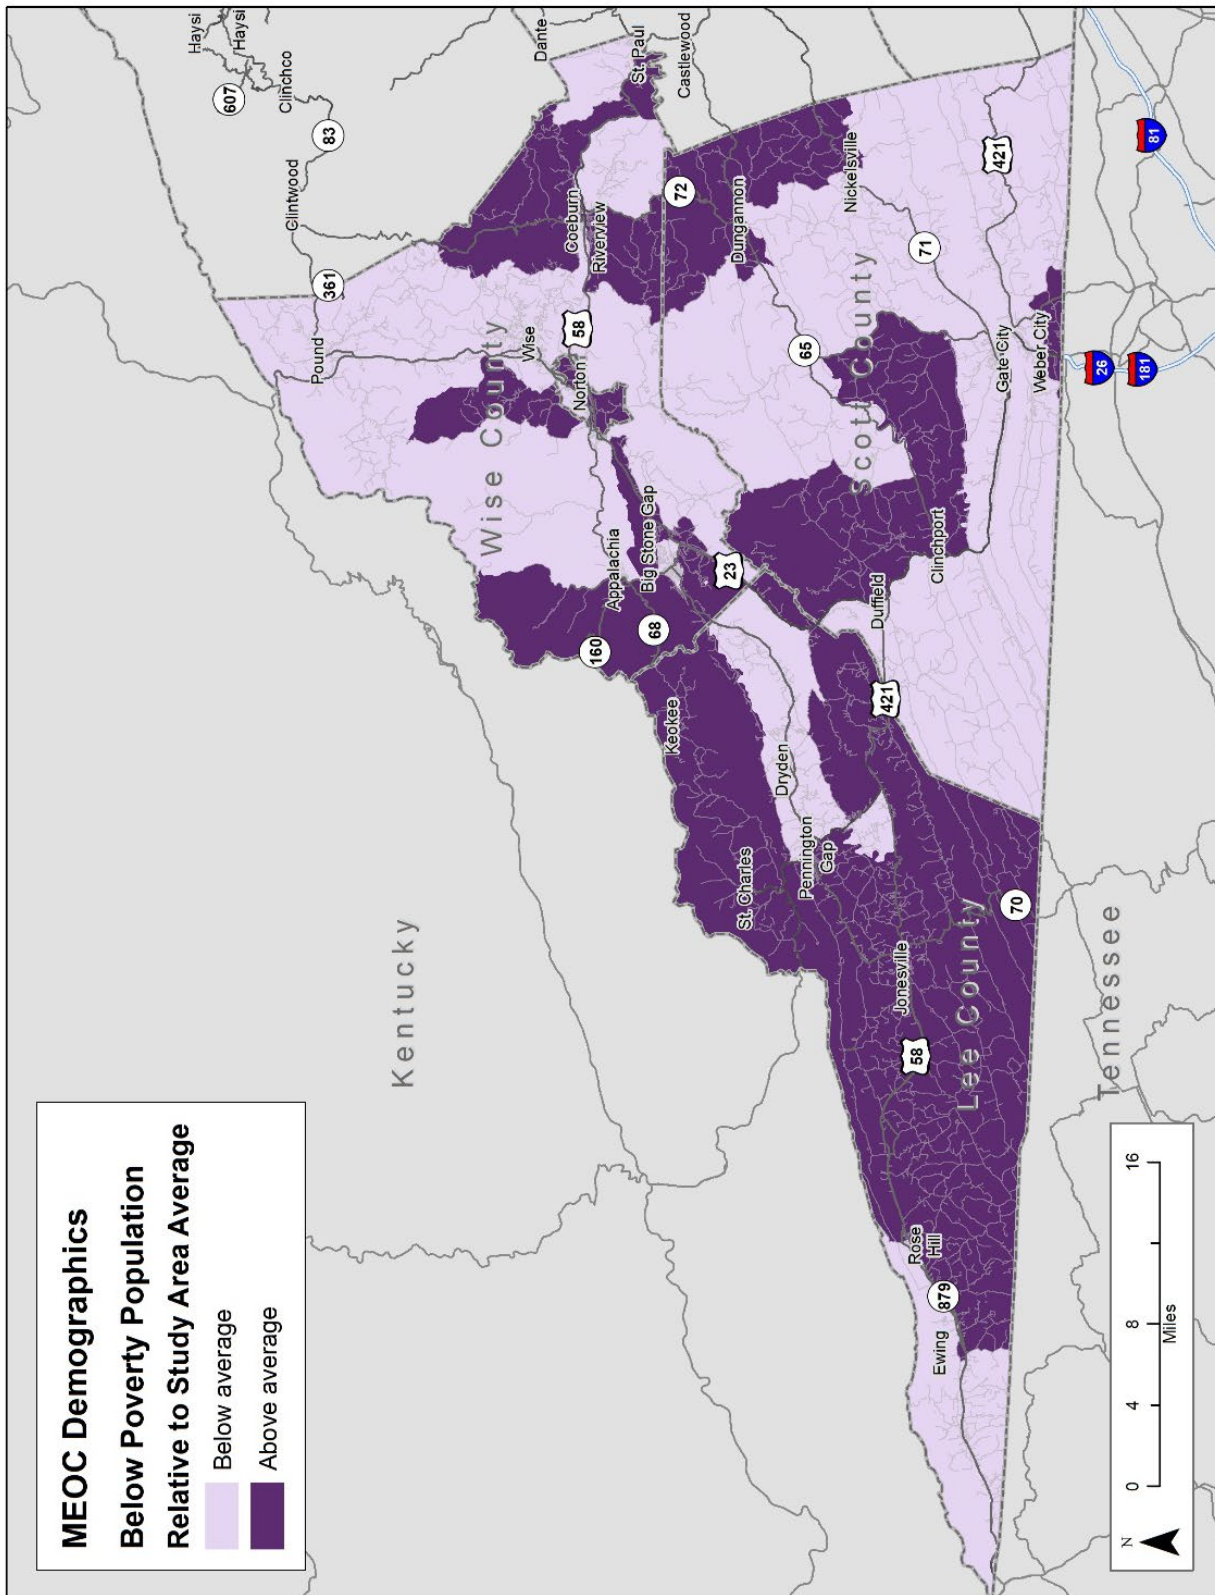 MEOC Demographics
Below Poverty Population
Relative to Study Area Average
Below average
Above average
Kentucky
Tennessee
Wise County
Scott County
Lee County
Haysi
Haysi
607
Clinchco
83
Clintwood
361
Pound
Dante
St. Paul
Castlewood
Coeburn
Riverview
Wise
58
Norton
72
Dungannon
Nickelsville
421
71
65
Gate City
Weber City
26
181
81
Appalachia
Big Stone Gap
160
68
23
Clinchport
Duffield
421
Keokee
Dryden
St. Charles
Pennington
Gap
Jonesville
70
58
Rose
Hill
879
Ewing
N
0
4
8
16
Miles